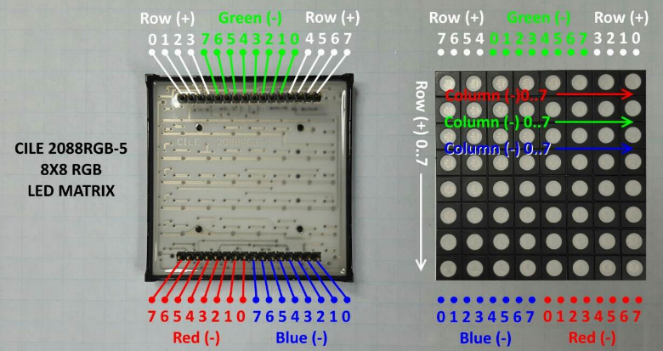 Row (+) Green (-) Row (+)
0 1 2 3 7 6 5 4 3 2 1 0 4 5 6 7
CILE 2088RGB-5
8X8 RGB
LED MATRIX
CILE 2088RGB-5
7 6 5 4 3 2 1 0 7 6 5 4 3 2 1 0
Red (-) Blue (-)
Row (+) Green (-) Row (+)
7 6 5 4 0 1 2 3 4 5 6 7 3 2 1 0
Row (+) 0..7
Column (-)0..7
Column (-) 0..7
Column (-) 0..7
0 1 2 3 4 5 6 7 0 1 2 3 4 5 6 7
Blue (-) Red (-)